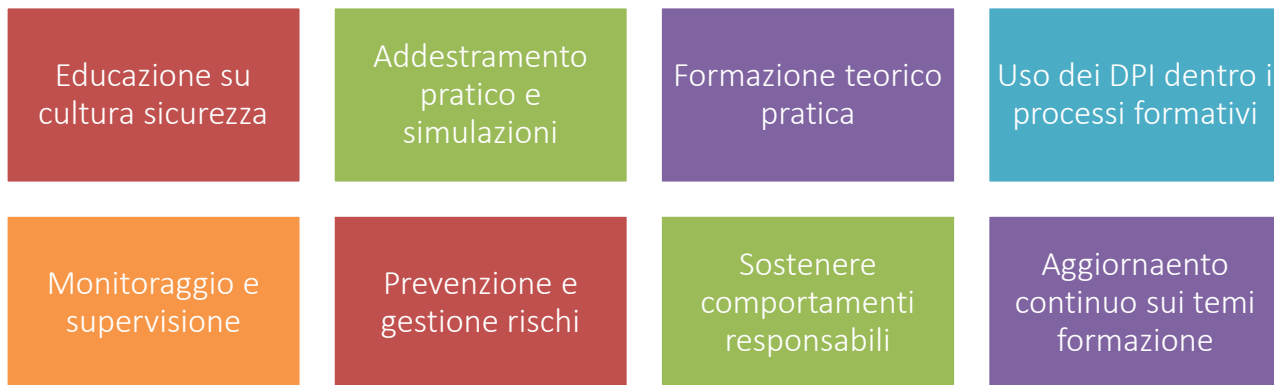 Educazione su
cultura sicurezza
Addestramento
pratico e
simulazioni
Formazione teorico
pratica
Uso dei DPI dentro i
processi formativi
Monitoraggio e
supervisione
Prevenzione e
gestione rischi
Sostenere
comportamenti
responsabili
Aggiornaento
continuo sui temi
formazione